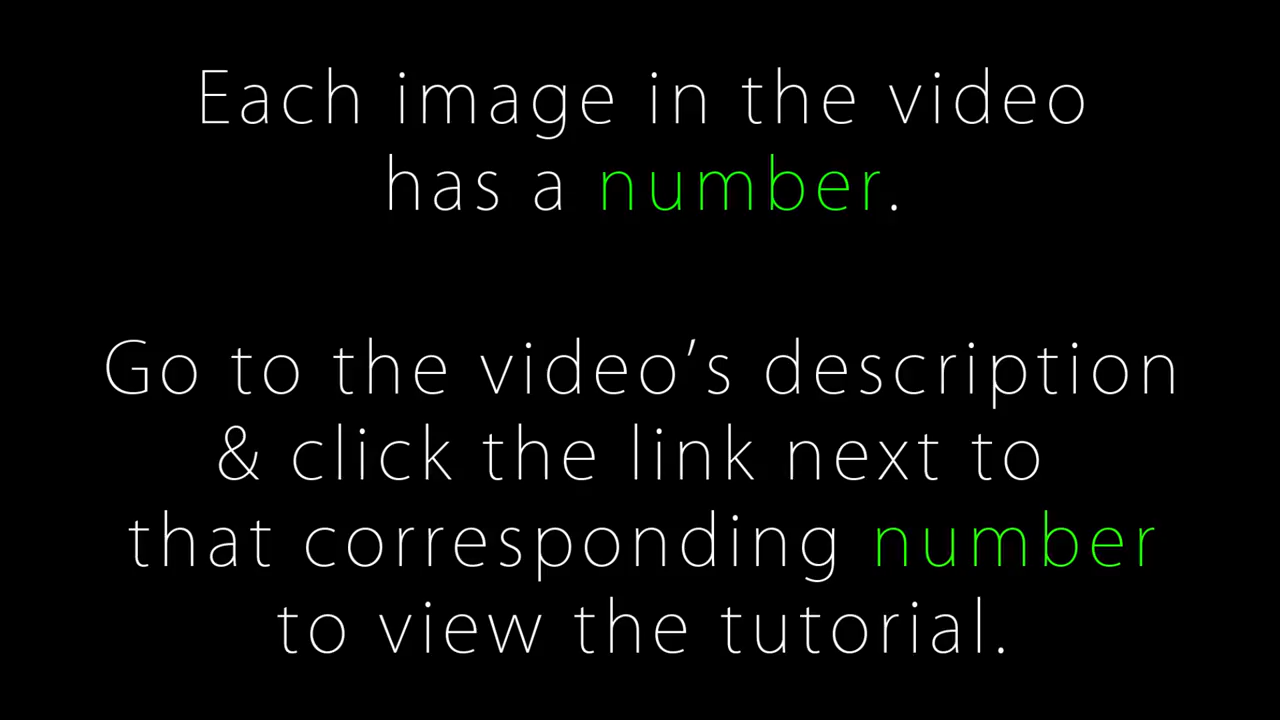 Each image in the video
has a number.
Go to the video’s description
& click the link next to
that corresponding number
to view the tutorial.